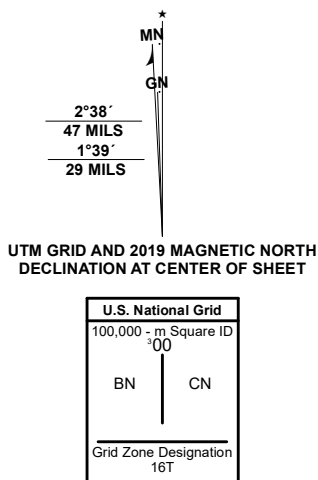 MN
GN
2°38´
47 MILS
1°39´
29 MILS
UTM GRID AND 2019 MAGNETIC NORTH
DECLINATION AT CENTER OF SHEET
U.S. National Grid
100,000 - m Square ID
³00
BN CN
Grid Zone Designation
16T